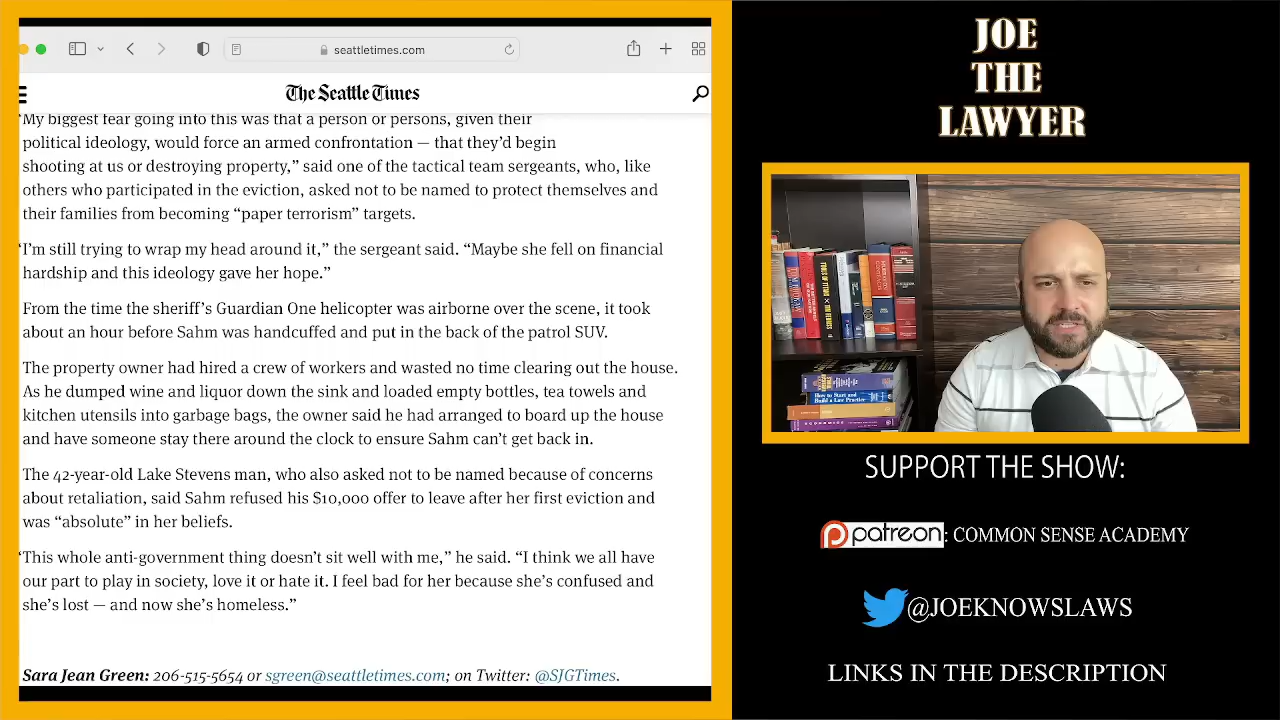 seattletimes.com
The Seattle Times
“My biggest fear going into this was that a person or persons, given their
political ideology, would force an armed confrontation — that they’d begin
shooting at us or destroying property,” said one of the tactical team sergeants, who, like
others who participated in the eviction, asked not to be named to protect themselves and
their families from becoming “paper terrorism” targets.
“I’m still trying to wrap my head around it,” the sergeant said. “Maybe she fell on financial
hardship and this ideology gave her hope.”
From the time the sheriff’s Guardian One helicopter was airborne over the scene, it took
about an hour before Sahm was handcuffed and put in the back of the patrol SUV.
The property owner had hired a crew of workers and wasted no time clearing out the house.
As he dumped wine and liquor down the sink and loaded empty bottles, tea towels and
kitchen utensils into garbage bags, the owner said he had arranged to board up the house
and have someone stay there around the clock to ensure Sahm can’t get back in.
The 42-year-old Lake Stevens man, who also asked not to be named because of concerns
about retaliation, said Sahm refused his $10,000 offer to leave after her first eviction and
was “absolute” in her beliefs.
“This whole anti-government thing doesn’t sit well with me,” he said. “I think we all have
our part to play in society, love it or hate it. I feel bad for her because she’s confused and
she’s lost — and now she’s homeless.”
Sara Jean Green: 206-515-5654 or sgreen@seattletimes.com; on Twitter: @SJGTimes.
JOE
THE
LAWYER
SUPPORT THE SHOW:
patreon: COMMON SENSE ACADEMY
@JOEKNOWSLAWS
LINKS IN THE DESCRIPTION